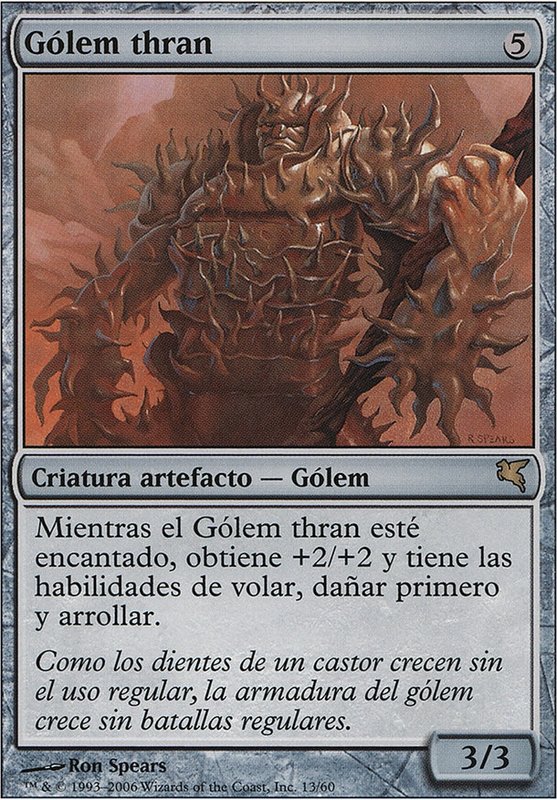 Gólem thran
5
R. SPEARS
Criatura artefacto — Gólem
Mientras el Gólem thran esté
encantado, obtiene +2/+2 y tiene las
habilidades de volar, dañar primero
y arrollar.
Como los dientes de un castor crecen sin
el uso regular, la armadura del gólem
crece sin batallas regulares.
Ron Spears
3/3
™ & © 1993–2006 Wizards of the Coast, Inc. 13/60